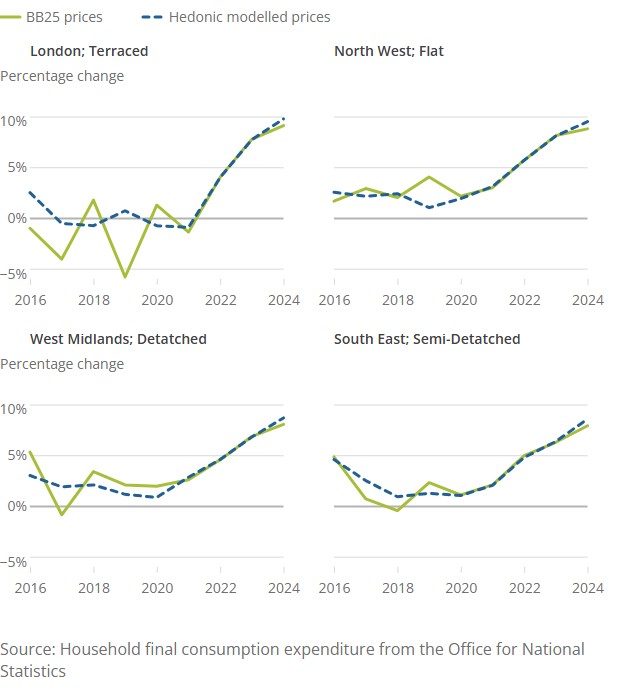 BB25 prices Hedonic modelled prices
London; Terraced
Percentage change
10%
5%
0%
−5%
2016 2018 2020 2022 2024
North West; Flat
2016 2018 2020 2022 2024
West Midlands; Detatched
Percentage change
10%
5%
0%
−5%
2016 2018 2020 2022 2024
South East; Semi-Detatched
2016 2018 2020 2022 2024
Source: Household final consumption expenditure from the Office for National
Statistics